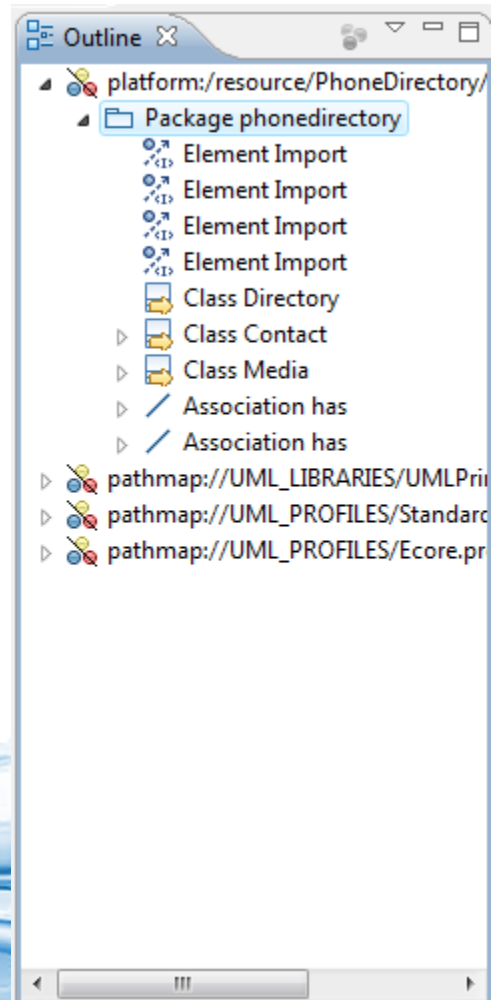 Outline
platform:/resource/PhoneDirectory/
Package phonedirectory
Element Import
Element Import
Element Import
Element Import
Class Directory
Class Contact
Class Media
Association has
Association has
pathmap://UML_LIBRARIES/UMLPri
pathmap://UML_PROFILES/Standard
pathmap://UML_PROFILES/Ecore.pr